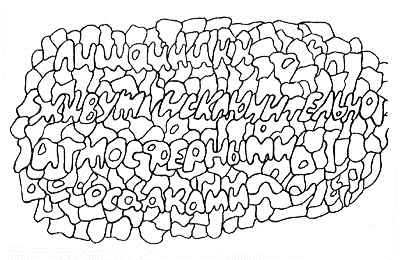 лишайники
живут исключительно
атмосферными
осадками